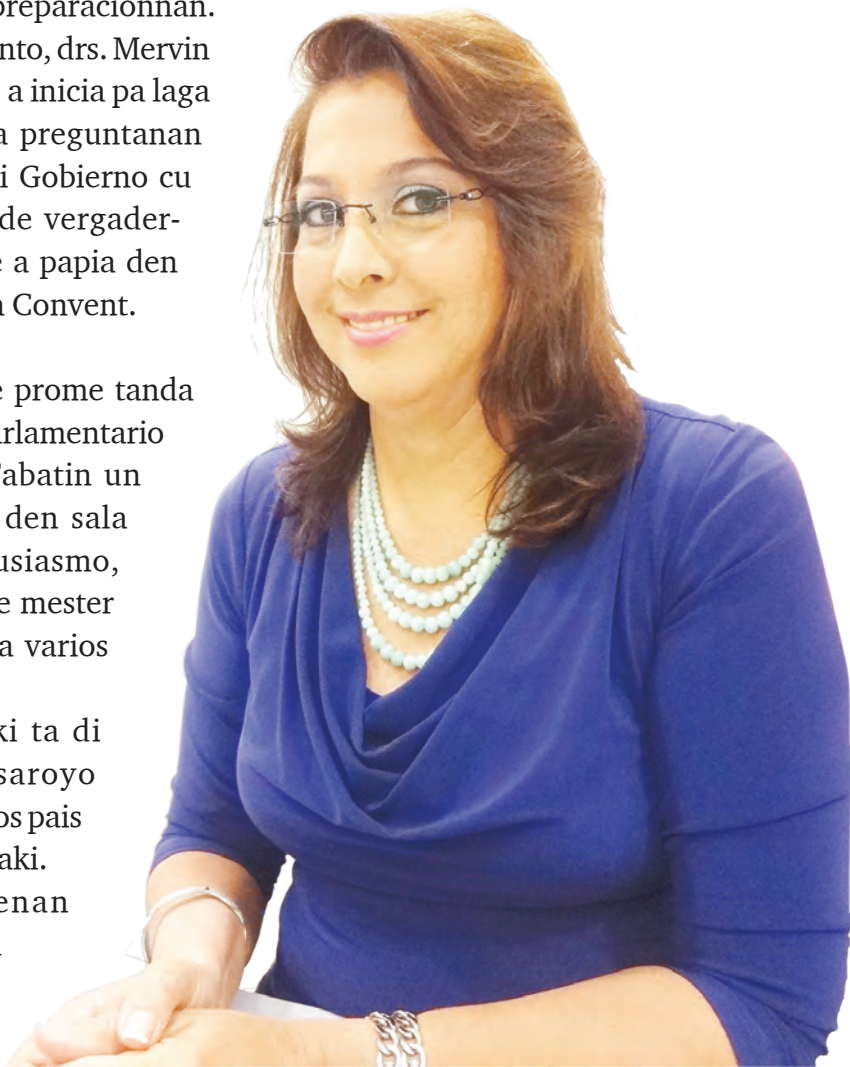 preparacionnan.
nto, drs. Mervin
a inicia pa laga
a preguntanan
i Gobierno cu
de vergader-
e a papia den
n Convent.
e prome tanda
arlamentario
abatin un
den sala
usiasmo,
e mester
a varios
ki ta di
saroyo
os pais
aki.
enan